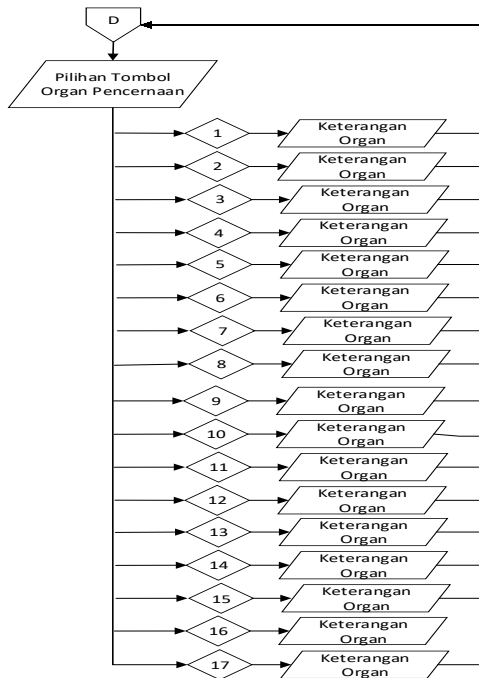 D
Pilihan Tombol
Organ Pencernaan
1
Keterangan
Organ
2
Keterangan
Organ
3
Keterangan
Organ
4
Keterangan
Organ
5
Keterangan
Organ
6
Keterangan
Organ
7
Keterangan
Organ
8
Keterangan
Organ
9
Keterangan
Organ
10
Keterangan
Organ
11
Keterangan
Organ
12
Keterangan
Organ
13
Keterangan
Organ
14
Keterangan
Organ
15
Keterangan
Organ
16
Keterangan
Organ
17
Keterangan
Organ